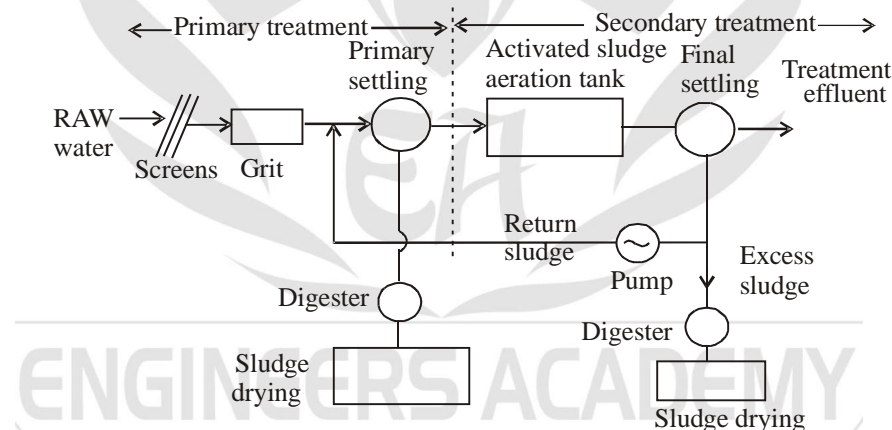 Primary treatment
Secondary treatment
Primary
settling
Activated sludge
aeration tank
Final
settling
Treatment
effluent
RAW
water
Screens
Grit
Return
sludge
Pump
Excess
sludge
Digester
Digester
Sludge
drying
Sludge drying
EA
ENGINEERS ACADEMY